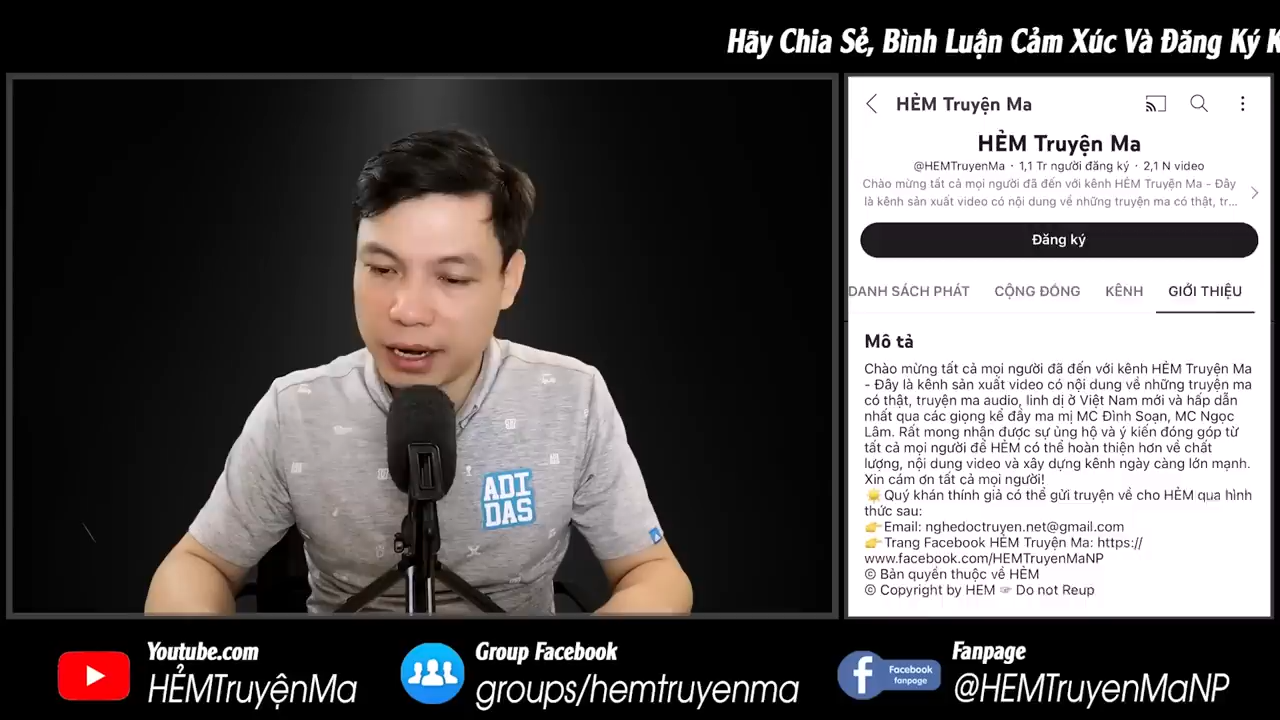 Hãy Chia Sẻ, Bình Luận Cảm Xúc Và Đăng Ký
HẺM Truyện Ma
HẺM Truyện Ma
@HEMTruyenMa · 1,1 Tr người đăng ký · 2,1 N video
Chào mừng tất cả mọi người đã đến với kênh HẺM Truyện Ma - Đây
là kênh sản xuất video có nội dung về những truyện ma có thật, tr...
Đăng ký
DANH SÁCH PHÁT CỘNG ĐỒNG KÊNH GIỚI THIỆU
Mô tả
Chào mừng tất cả mọi người đã đến với kênh HẺM Truyện Ma
- Đây là kênh sản xuất video có nội dung về những truyện ma
có thật, truyện ma audio, linh dị ở Việt Nam mới và hấp dẫn
nhất qua các giọng kể đầy ma mị MC Đình Soạn, MC Ngọc
Lâm. Rất mong nhận được sự ủng hộ và ý kiến đóng góp từ
tất cả mọi người để HẺM có thể hoàn thiện hơn về chất
lượng, nội dung video và xây dựng kênh ngày càng lớn mạnh.
Xin cám ơn tất cả mọi người!
☀️Quý khán thính giả có thể gửi truyện về cho HẺM qua hình
thức sau:
👉Email: nghedoctruyen.net@gmail.com
👉Trang Facebook HẺM Truyện Ma: https://
www.facebook.com/HEMTruyenMaNP
© Bản quyền thuộc về HẺM
© Copyright by HEM ☞ Do not Reup
ADI
DAS
Youtube.com
HẺMTruyệnMa
Group Facebook
groups/hemtruyenma
Facebook
fanpage
Fanpage
@HEMTruyenMaNP